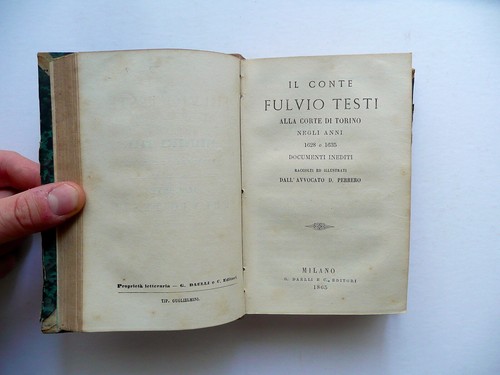 Proprietà letteraria — G. DAELLI e C. Editori
TIP. GUGLIELMINI.
IL CONTE
FULVIO TESTI
ALLA CORTE DI TORINO
NEGLI ANNI
1628 e 1635
DOCUMENTI INEDITI
RACCOLTI ED ILLUSTRATI
DALL'AVVOCATO D. PERRERO
MILANO
G. DAELLI E C., EDITORI
1865